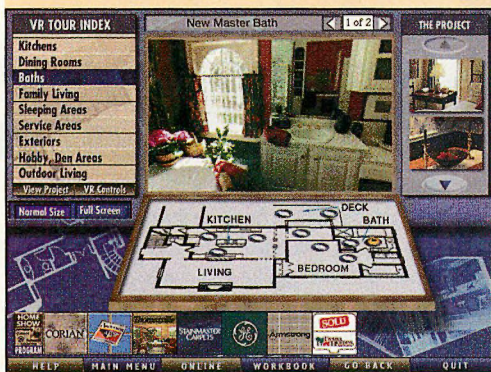 VR TOUR INDEX
Kitchens
Dining Rooms
Baths
Family Living
Sleeping Areas
Service Areas
Exteriors
Hobby, Den Areas
Outdoor Living
View Project VR Controls
Normal Size Full Screen
New Master Bath
1 of 2
THE PROJECT
KITCHEN
DECK
BATH
LIVING
BEDROOM
HOME
SHOW
PROGRAM
CORIAN
STAINMASTER
CARPETS
GE
Armstrong
SOLD
HELP MAIN MENU ONLINE WORKBOOK GO BACK QUIT